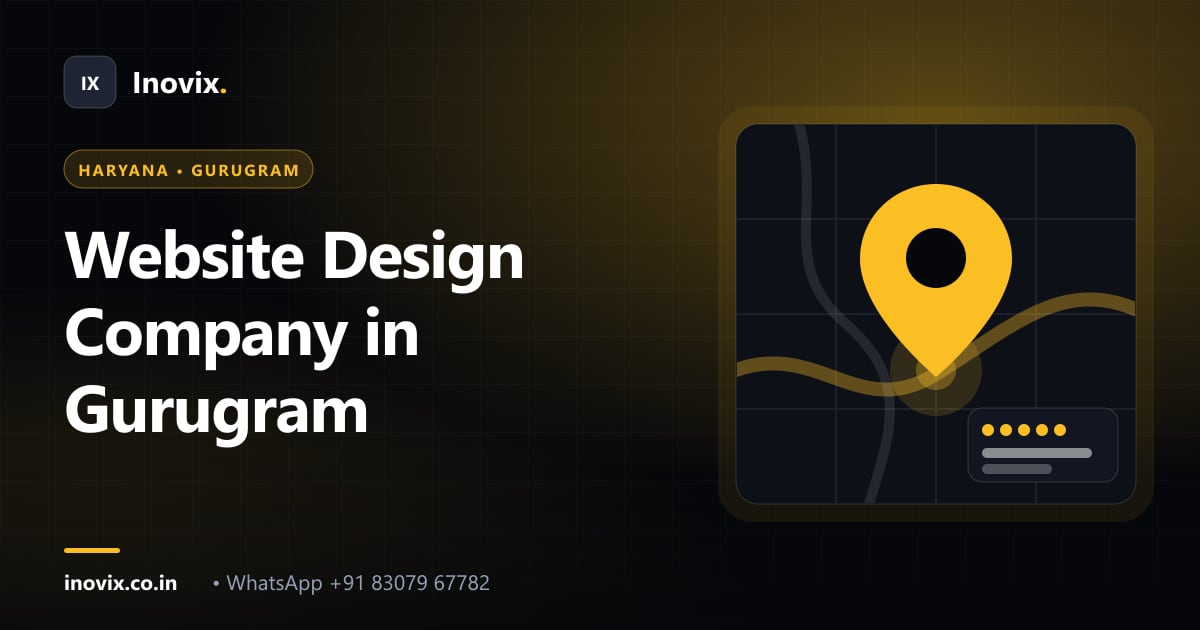 IX
Inovix.
HARYANA • GURUGRAM
Website Design
Company in
Gurugram
inovix.co.in • WhatsApp +91 83079 67782